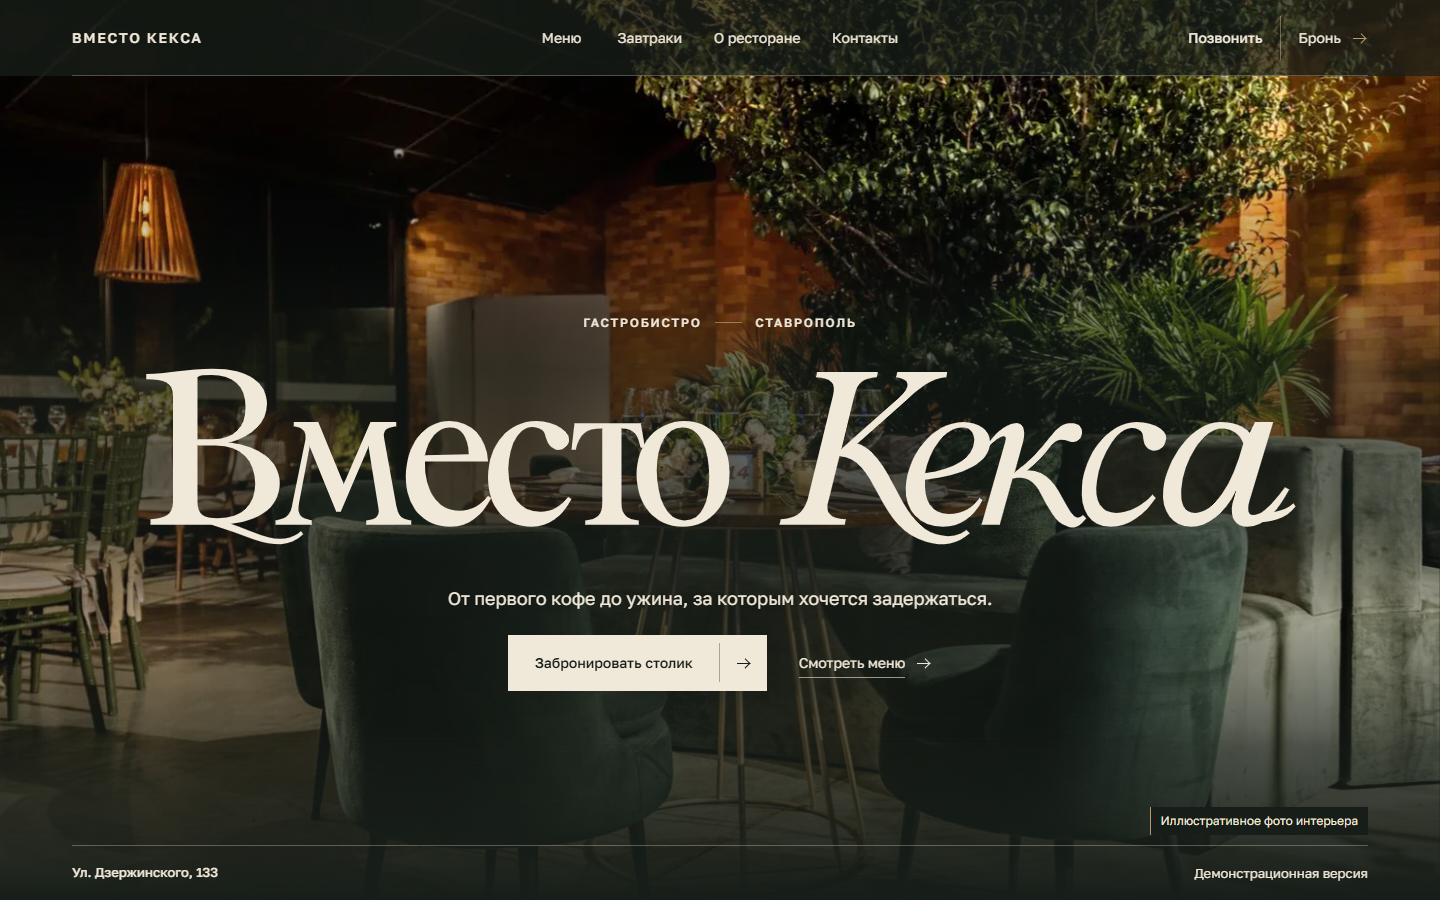 ВМЕСТО КЕКСА
Меню Завтраки О ресторане Контакты
Позвонить Бронь →
ГАСТРОБИСТРО — СТАВРОПОЛЬ
Вместо Кекса
От первого кофе до ужина, за которым хочется задержаться.
Забронировать столик → Смотреть меню →
Иллюстративное фото интерьера
Ул. Дзержинского, 133
Демонстрационная версия